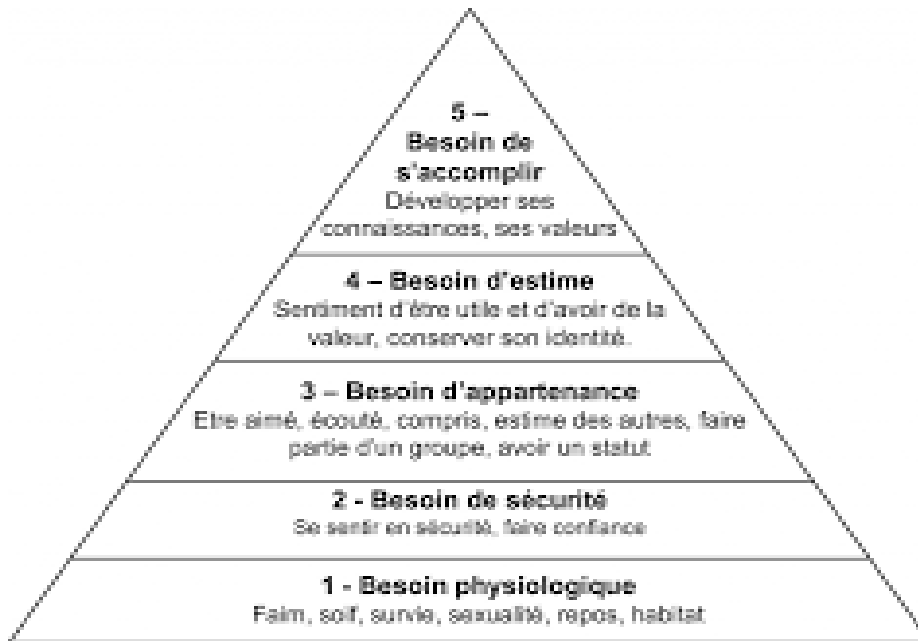 5 –
Besoin de
s'accomplir
Développer ses
connaissances, ses valeurs
4 – Besoin d'estime
Sentiment d'être utile et d'avoir de la
valeur, conserver son identité.
3 – Besoin d'appartenance
Etre aimé, écouté, compris, estime des autres, faire
partie d'un groupe, avoir un statut
2 - Besoin de sécurité
Se sentir en sécurité, faire confiance
1 - Besoin physiologique
Faim, soif, survie, sexualité, repos, habitat